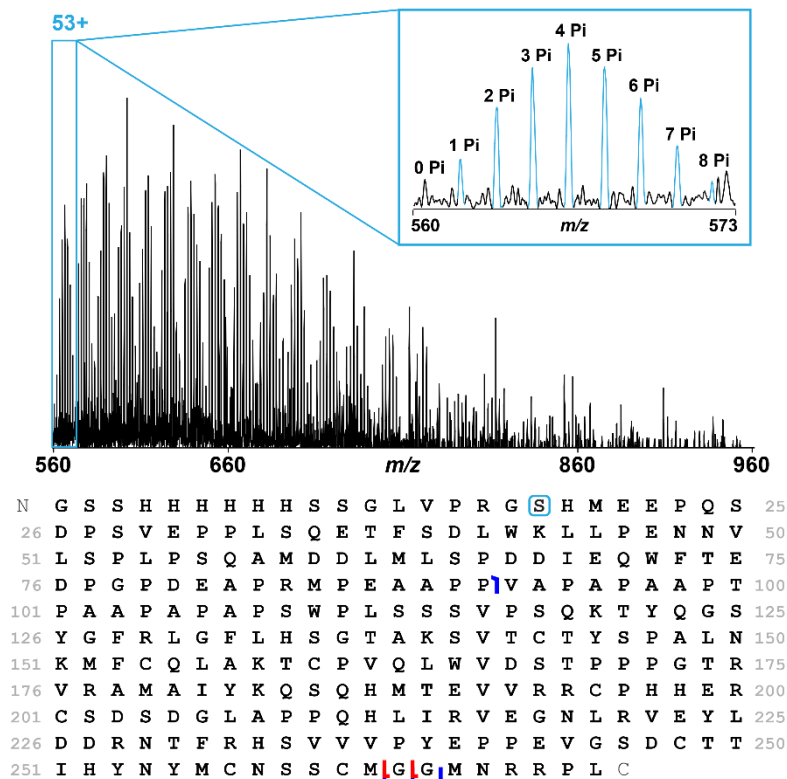 53+
0 Pi
1 Pi
2 Pi
3 Pi
4 Pi
5 Pi
6 Pi
7 Pi
8 Pi
560 m/z 573
560 660 m/z 860 960
N G S S H H H H H H S S G L V P R G S H M E E P Q S 25
26 D P S V E P P L S Q E T F S D L W K L L P E N N V 50
51 L S P L P S Q A M D D L M L S P D D I E Q W F T E 75
76 D P G P D E A P R M P E A A P P V A P A P A A P T 100
101 P A A P A P A P S W P L S S S V P S Q K T Y Q G S 125
126 Y G F R L G F L H S G T A K S V T C T Y S P A L N 150
151 K M F C Q L A K T C P V Q L W V D S T P P P G T R 175
176 V R A M A I Y K Q S Q H M T E V V R R C P H H E R 200
201 C S D S D G L A P P Q H L I R V E G N L R V E Y L 225
226 D D R N T F R H S V V V P Y E P P E V G S D C T T 250
251 I H Y N Y M C N S S C M G G M N R R P L C